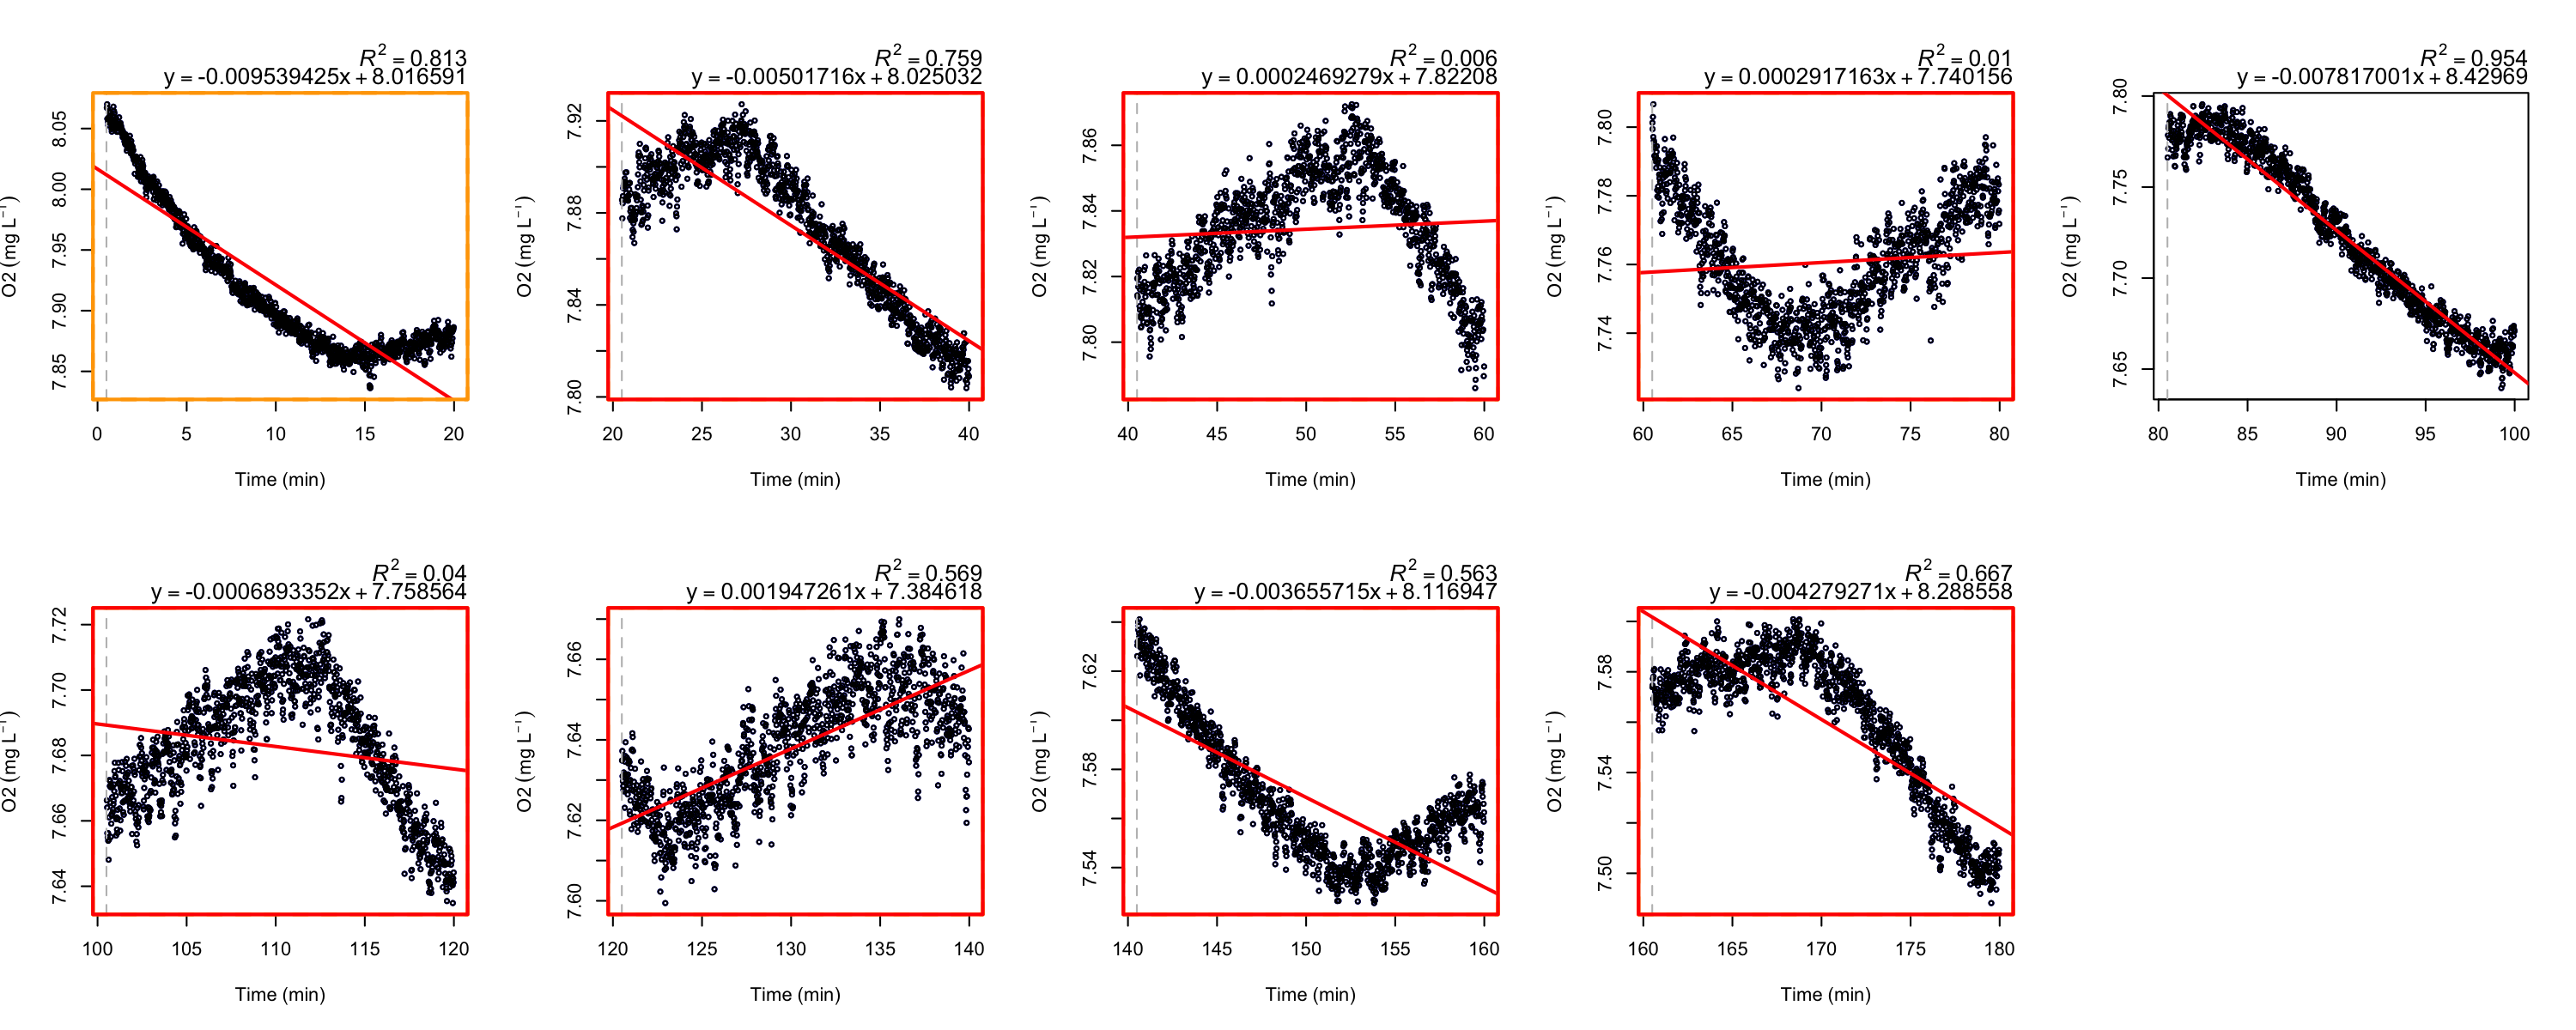 R² = 0.813
y = -0.009539425x + 8.016591
8.05
8.00
7.95
7.90
7.85
O2 (mg L⁻¹)
0 5 10 15 20
Time (min)
R² = 0.759
y = -0.00501716x + 8.025032
7.92
7.88
7.84
7.80
O2 (mg L⁻¹)
20 25 30 35 40
Time (min)
R² = 0.006
y = 0.0002469279x + 7.82208
7.86
7.84
7.82
7.80
O2 (mg L⁻¹)
40 45 50 55 60
Time (min)
R² = 0.01
y = 0.0002917163x + 7.740156
7.80
7.78
7.76
7.74
O2 (mg L⁻¹)
60 65 70 75 80
Time (min)
R² = 0.954
y = -0.007817001x + 8.42969
7.80
7.75
7.70
7.65
O2 (mg L⁻¹)
80 85 90 95 100
Time (min)
R² = 0.04
y = -0.0006893352x + 7.758564
7.72
7.70
7.68
7.66
7.64
O2 (mg L⁻¹)
100 105 110 115 120
Time (min)
R² = 0.569
y = 0.001947261x + 7.384618
7.66
7.64
7.62
7.60
O2 (mg L⁻¹)
120 125 130 135 140
Time (min)
R² = 0.563
y = -0.003655715x + 8.116947
7.62
7.58
7.54
O2 (mg L⁻¹)
140 145 150 155 160
Time (min)
R² = 0.667
y = -0.004279271x + 8.288558
7.58
7.54
7.50
O2 (mg L⁻¹)
160 165 170 175 180
Time (min)